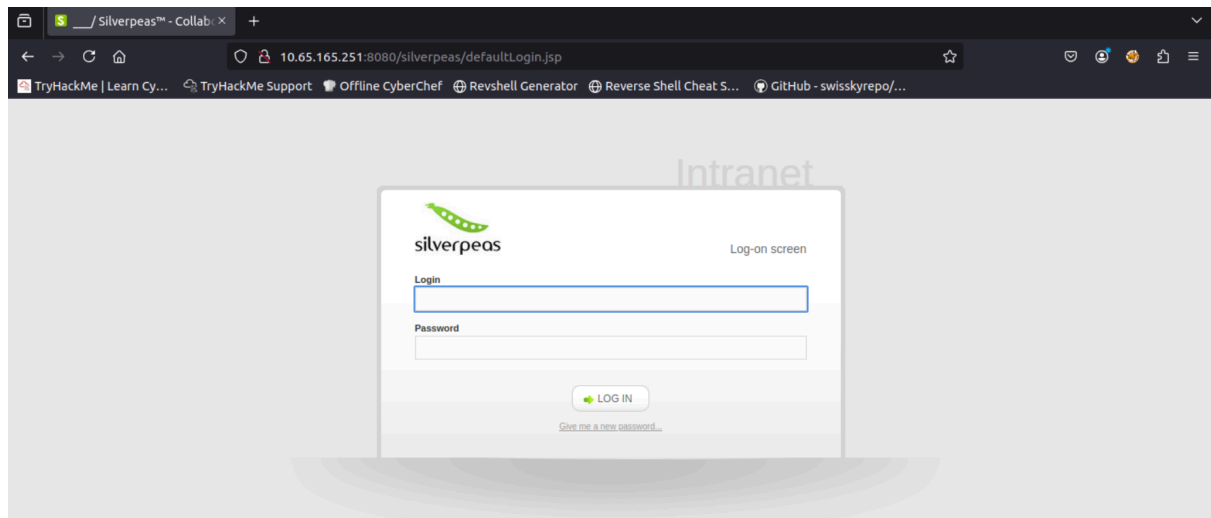 ___/ Silverpeas™ - Collab
10.65.165.251:8080/silverpeas/defaultLogin.jsp
TryHackMe | Learn Cy... TryHackMe Support Offline CyberChef Revshell Generator Reverse Shell Cheat S... GitHub - swisskyrepo/...
Intranet
silverpeas
Log-on screen
Login
Password
LOG IN
Give me a new password...